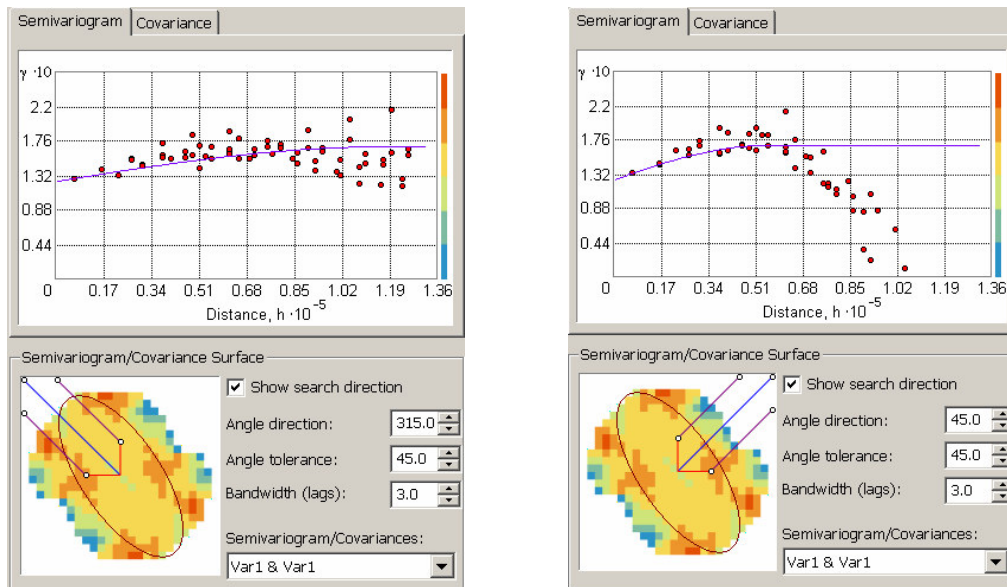 Semivariogram Covariance
γ ·10
2.2
1.76
1.32
0.88
0.44
0 0.17 0.34 0.51 0.68 0.85 1.02 1.19 1.36
Distance, h ·10⁻⁵
Semivariogram/Covariance Surface
Show search direction
Angle direction: 315.0
Angle tolerance: 45.0
Bandwidth (lags): 3.0
Semivariogram/Covariances:
Var1 & Var1
Semivariogram Covariance
γ ·10
2.2
1.76
1.32
0.88
0.44
0 0.17 0.34 0.51 0.68 0.85 1.02 1.19 1.36
Distance, h ·10⁻⁵
Semivariogram/Covariance Surface
Show search direction
Angle direction: 45.0
Angle tolerance: 45.0
Bandwidth (lags): 3.0
Semivariogram/Covariances:
Var1 & Var1